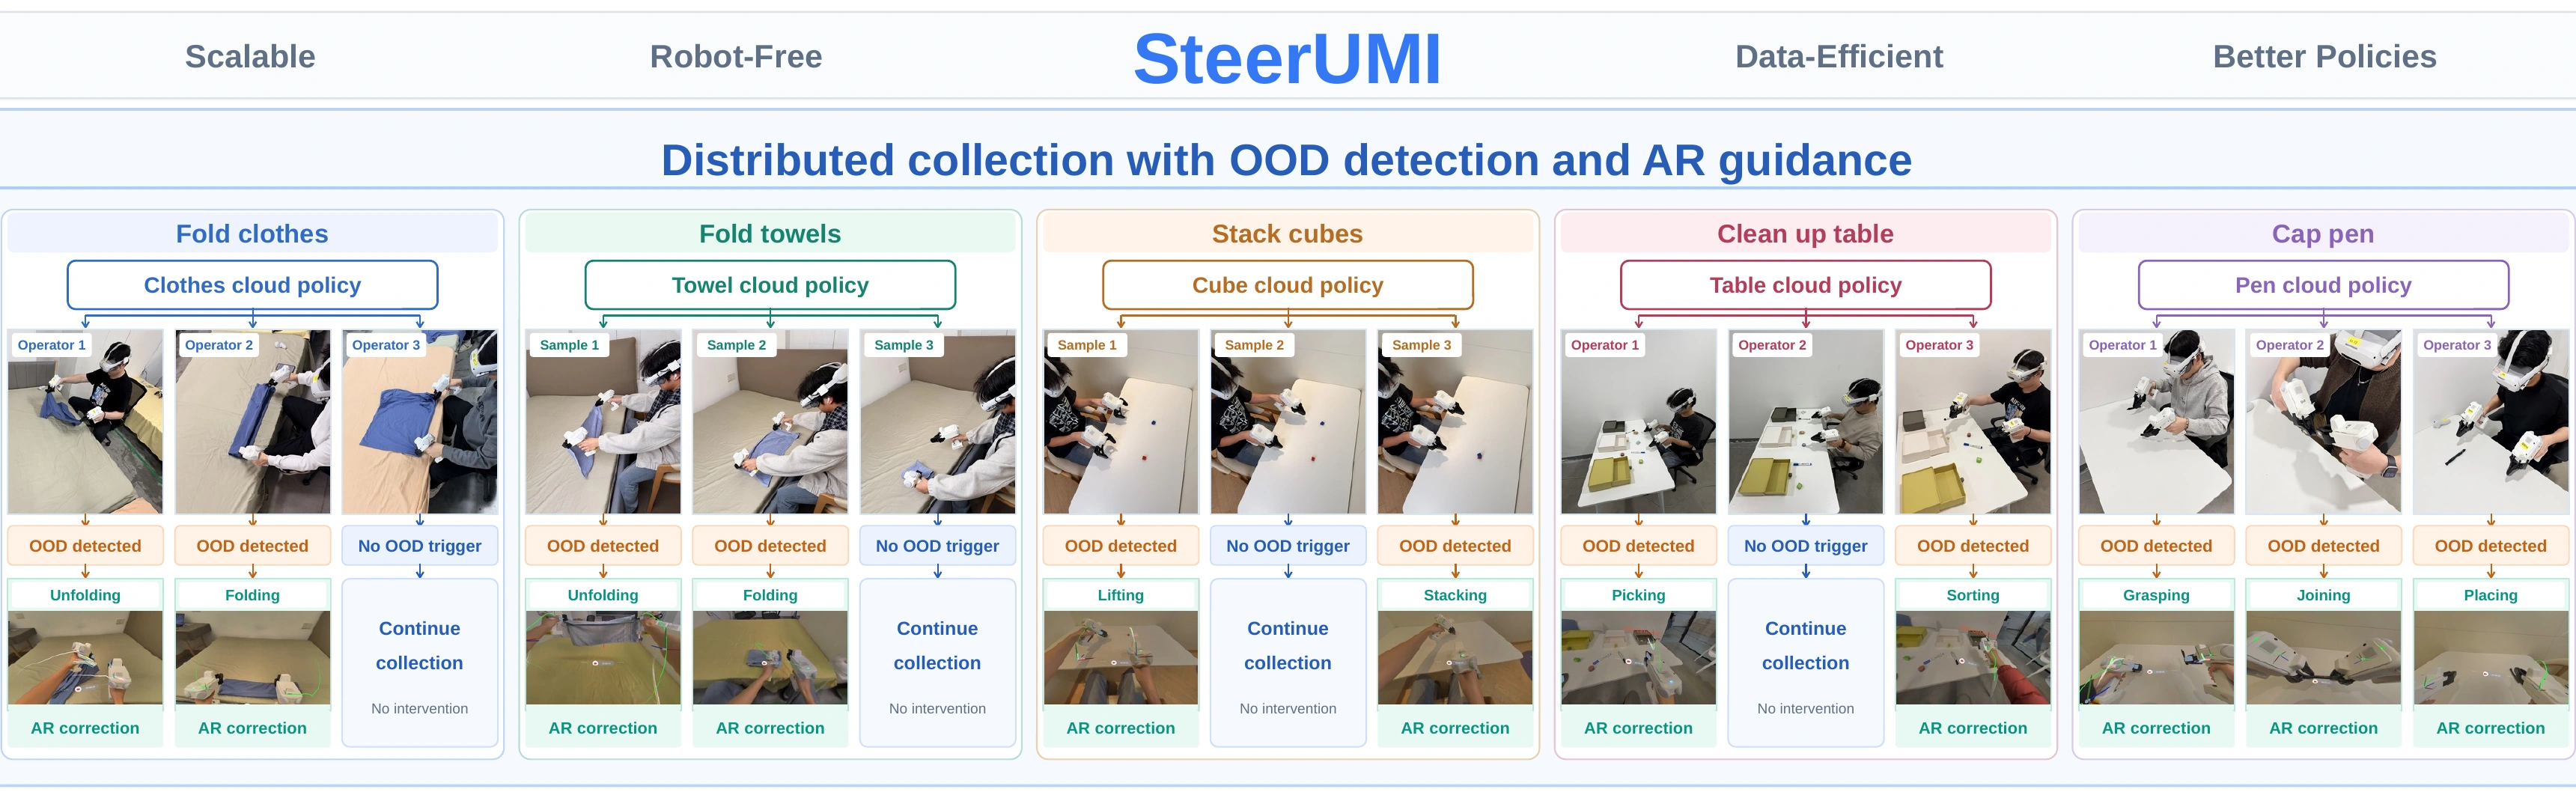 Scalable
Robot-Free
SteerUMI
Data-Efficient
Better Policies
Distributed collection with OOD detection and AR guidance
Fold clothes
Clothes cloud policy
Operator 1
Operator 2
Operator 3
OOD detected
OOD detected
No OOD trigger
Unfolding
Folding
Continue
collection
No intervention
AR correction
AR correction
Fold towels
Towel cloud policy
Sample 1
Sample 2
Sample 3
OOD detected
OOD detected
No OOD trigger
Unfolding
Folding
Continue
collection
No intervention
AR correction
AR correction
Stack cubes
Cube cloud policy
Sample 1
Sample 2
Sample 3
OOD detected
No OOD trigger
OOD detected
Lifting
Continue
collection
No intervention
Stacking
AR correction
AR correction
Clean up table
Table cloud policy
Operator 1
Operator 2
Operator 3
OOD detected
No OOD trigger
OOD detected
Picking
Continue
collection
No intervention
Sorting
AR correction
AR correction
Cap pen
Pen cloud policy
Operator 1
Operator 2
Operator 3
OOD detected
OOD detected
OOD detected
Grasping
Joining
Placing
AR correction
AR correction
AR correction